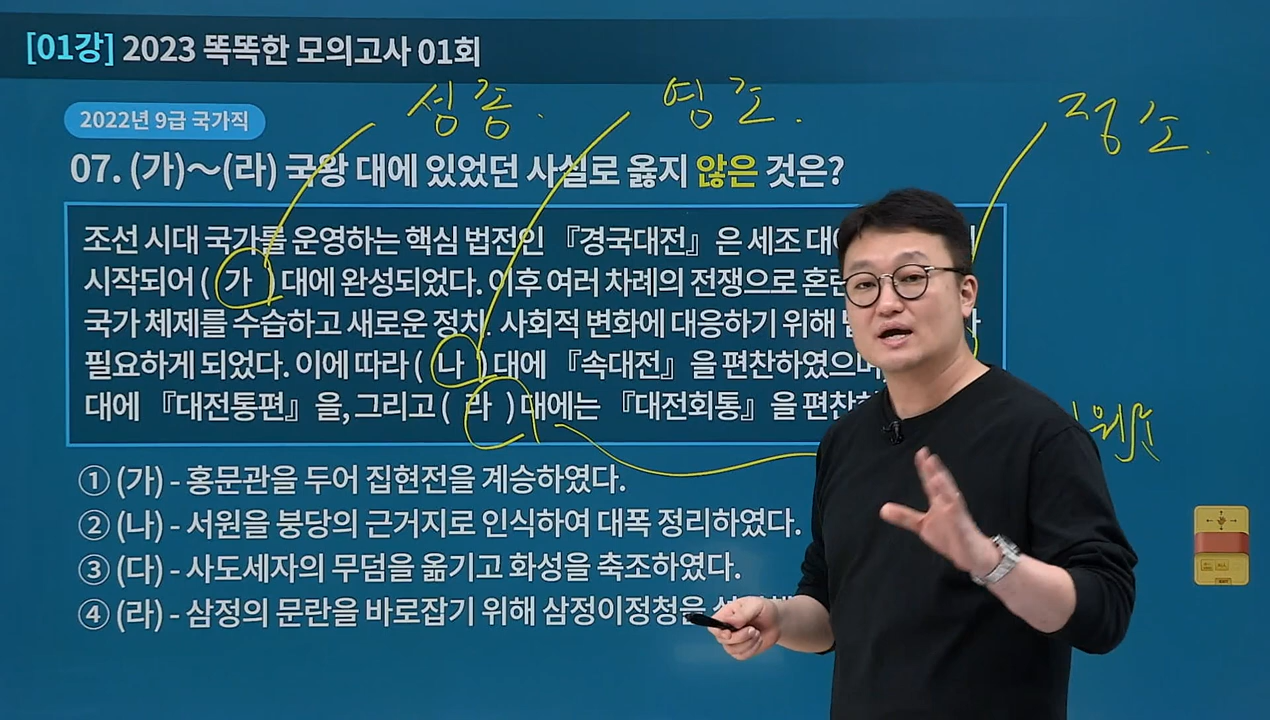 [01강] 2023 똑똑한 모의고사 01회
성종.
영조.
정조.
2022년 9급 국가직
07. (가)~(라) 국왕 대에 있었던 사실로 옳지 않은 것은?
조선 시대 국가를 운영하는 핵심 법전인 『경국대전』은 세조 대에
시작되어 ( 가 ) 대에 완성되었다. 이후 여러 차례의 전쟁으로
국가 체제를 수습하고 새로운 정치. 사회적 변화에 대응하기 위해
필요하게 되었다. 이에 따라 ( 나 ) 대에 『속대전』을 편찬하였으며,
대에 『대전통편』을, 그리고 ( 라 ) 대에는 『대전회통』을
① (가) - 홍문관을 두어 집현전을 계승하였다.
② (나) - 서원을 붕당의 근거지로 인식하여 대폭 정리하였다.
③ (다) - 사도세자의 무덤을 옮기고 화성을 축조하였다.
④ (라) - 삼정의 문란을 바로잡기 위해 삼정이정청을